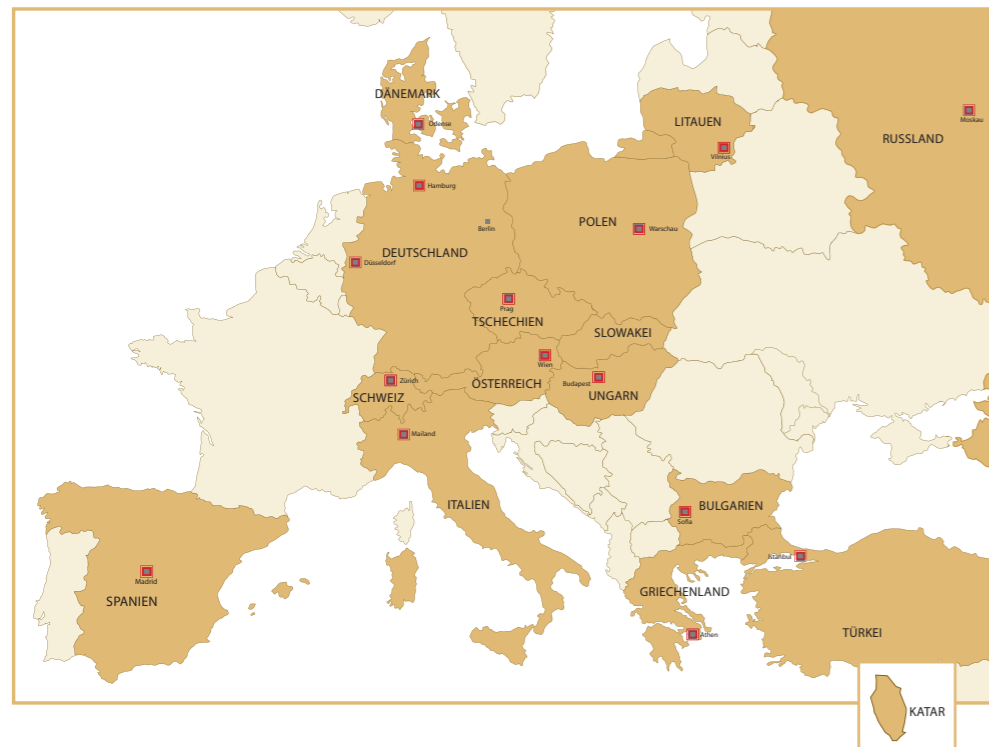 DÄNEMARK
Odense
LITAUEN
Vilnius
Moskau
RUSSLAND
Hamburg
Berlin
POLEN
Warschau
DEUTSCHLAND
Düsseldorf
Prag
TSCHECHIEN
SLOWAKEI
Wien
Zürich
ÖSTERREICH
Budapest
UNGARN
SCHWEIZ
Mailand
ITALIEN
BULGARIEN
Sofia
Istanbul
Madrid
SPANIEN
GRIECHENLAND
Athen
TÜRKEI
KATAR